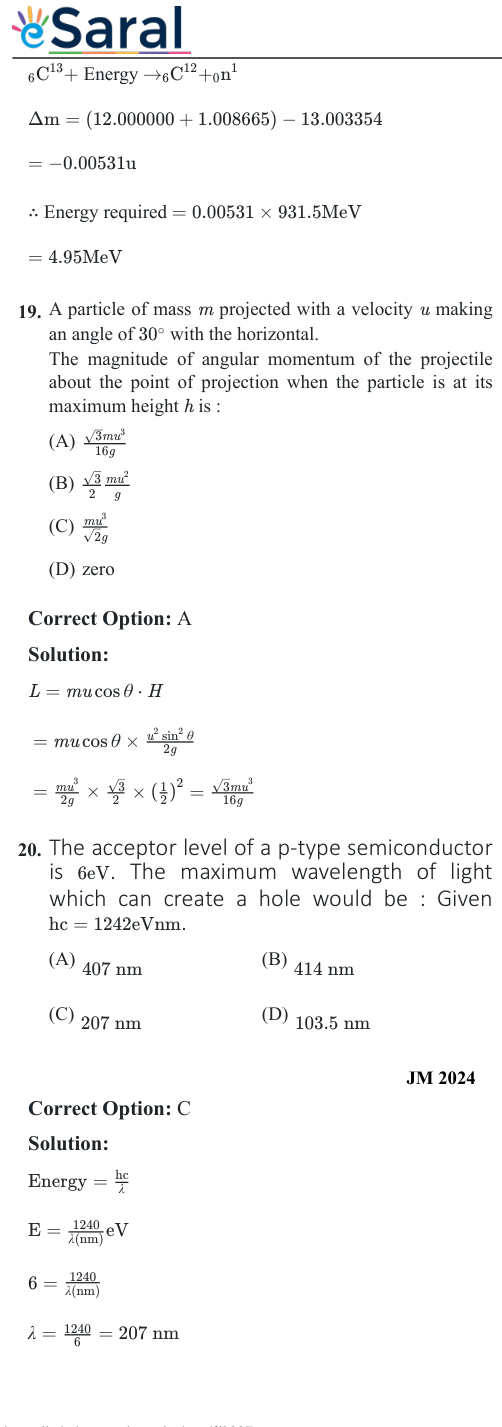 eSaral
₆C¹³+ Energy →₆C¹²+₀n¹
Δm = (12.000000 + 1.008665) − 13.003354
= −0.00531u
∴ Energy required = 0.00531 × 931.5MeV
= 4.95MeV
19. A particle of mass m projected with a velocity u making
an angle of 30° with the horizontal.
The magnitude of angular momentum of the projectile
about the point of projection when the particle is at its
maximum height h is :
(A) √3mu³/16g
(B) √3/2 mu²/g
(C) mu³/√2g
(D) zero
Correct Option: A
Solution:
L = mu cos θ · H
= mu cos θ × u² sin² θ/2g
= mu³/2g × √3/2 × (1/2)² = √3mu³/16g
20. The acceptor level of a p-type semiconductor
is 6eV. The maximum wavelength of light
which can create a hole would be : Given
hc = 1242eVnm.
(A) 407 nm (B) 414 nm
(C) 207 nm (D) 103.5 nm
JM 2024
Correct Option: C
Solution:
Energy = hc/λ
E = 1240/λ(nm) eV
6 = 1240/λ(nm)
λ = 1240/6 = 207 nm